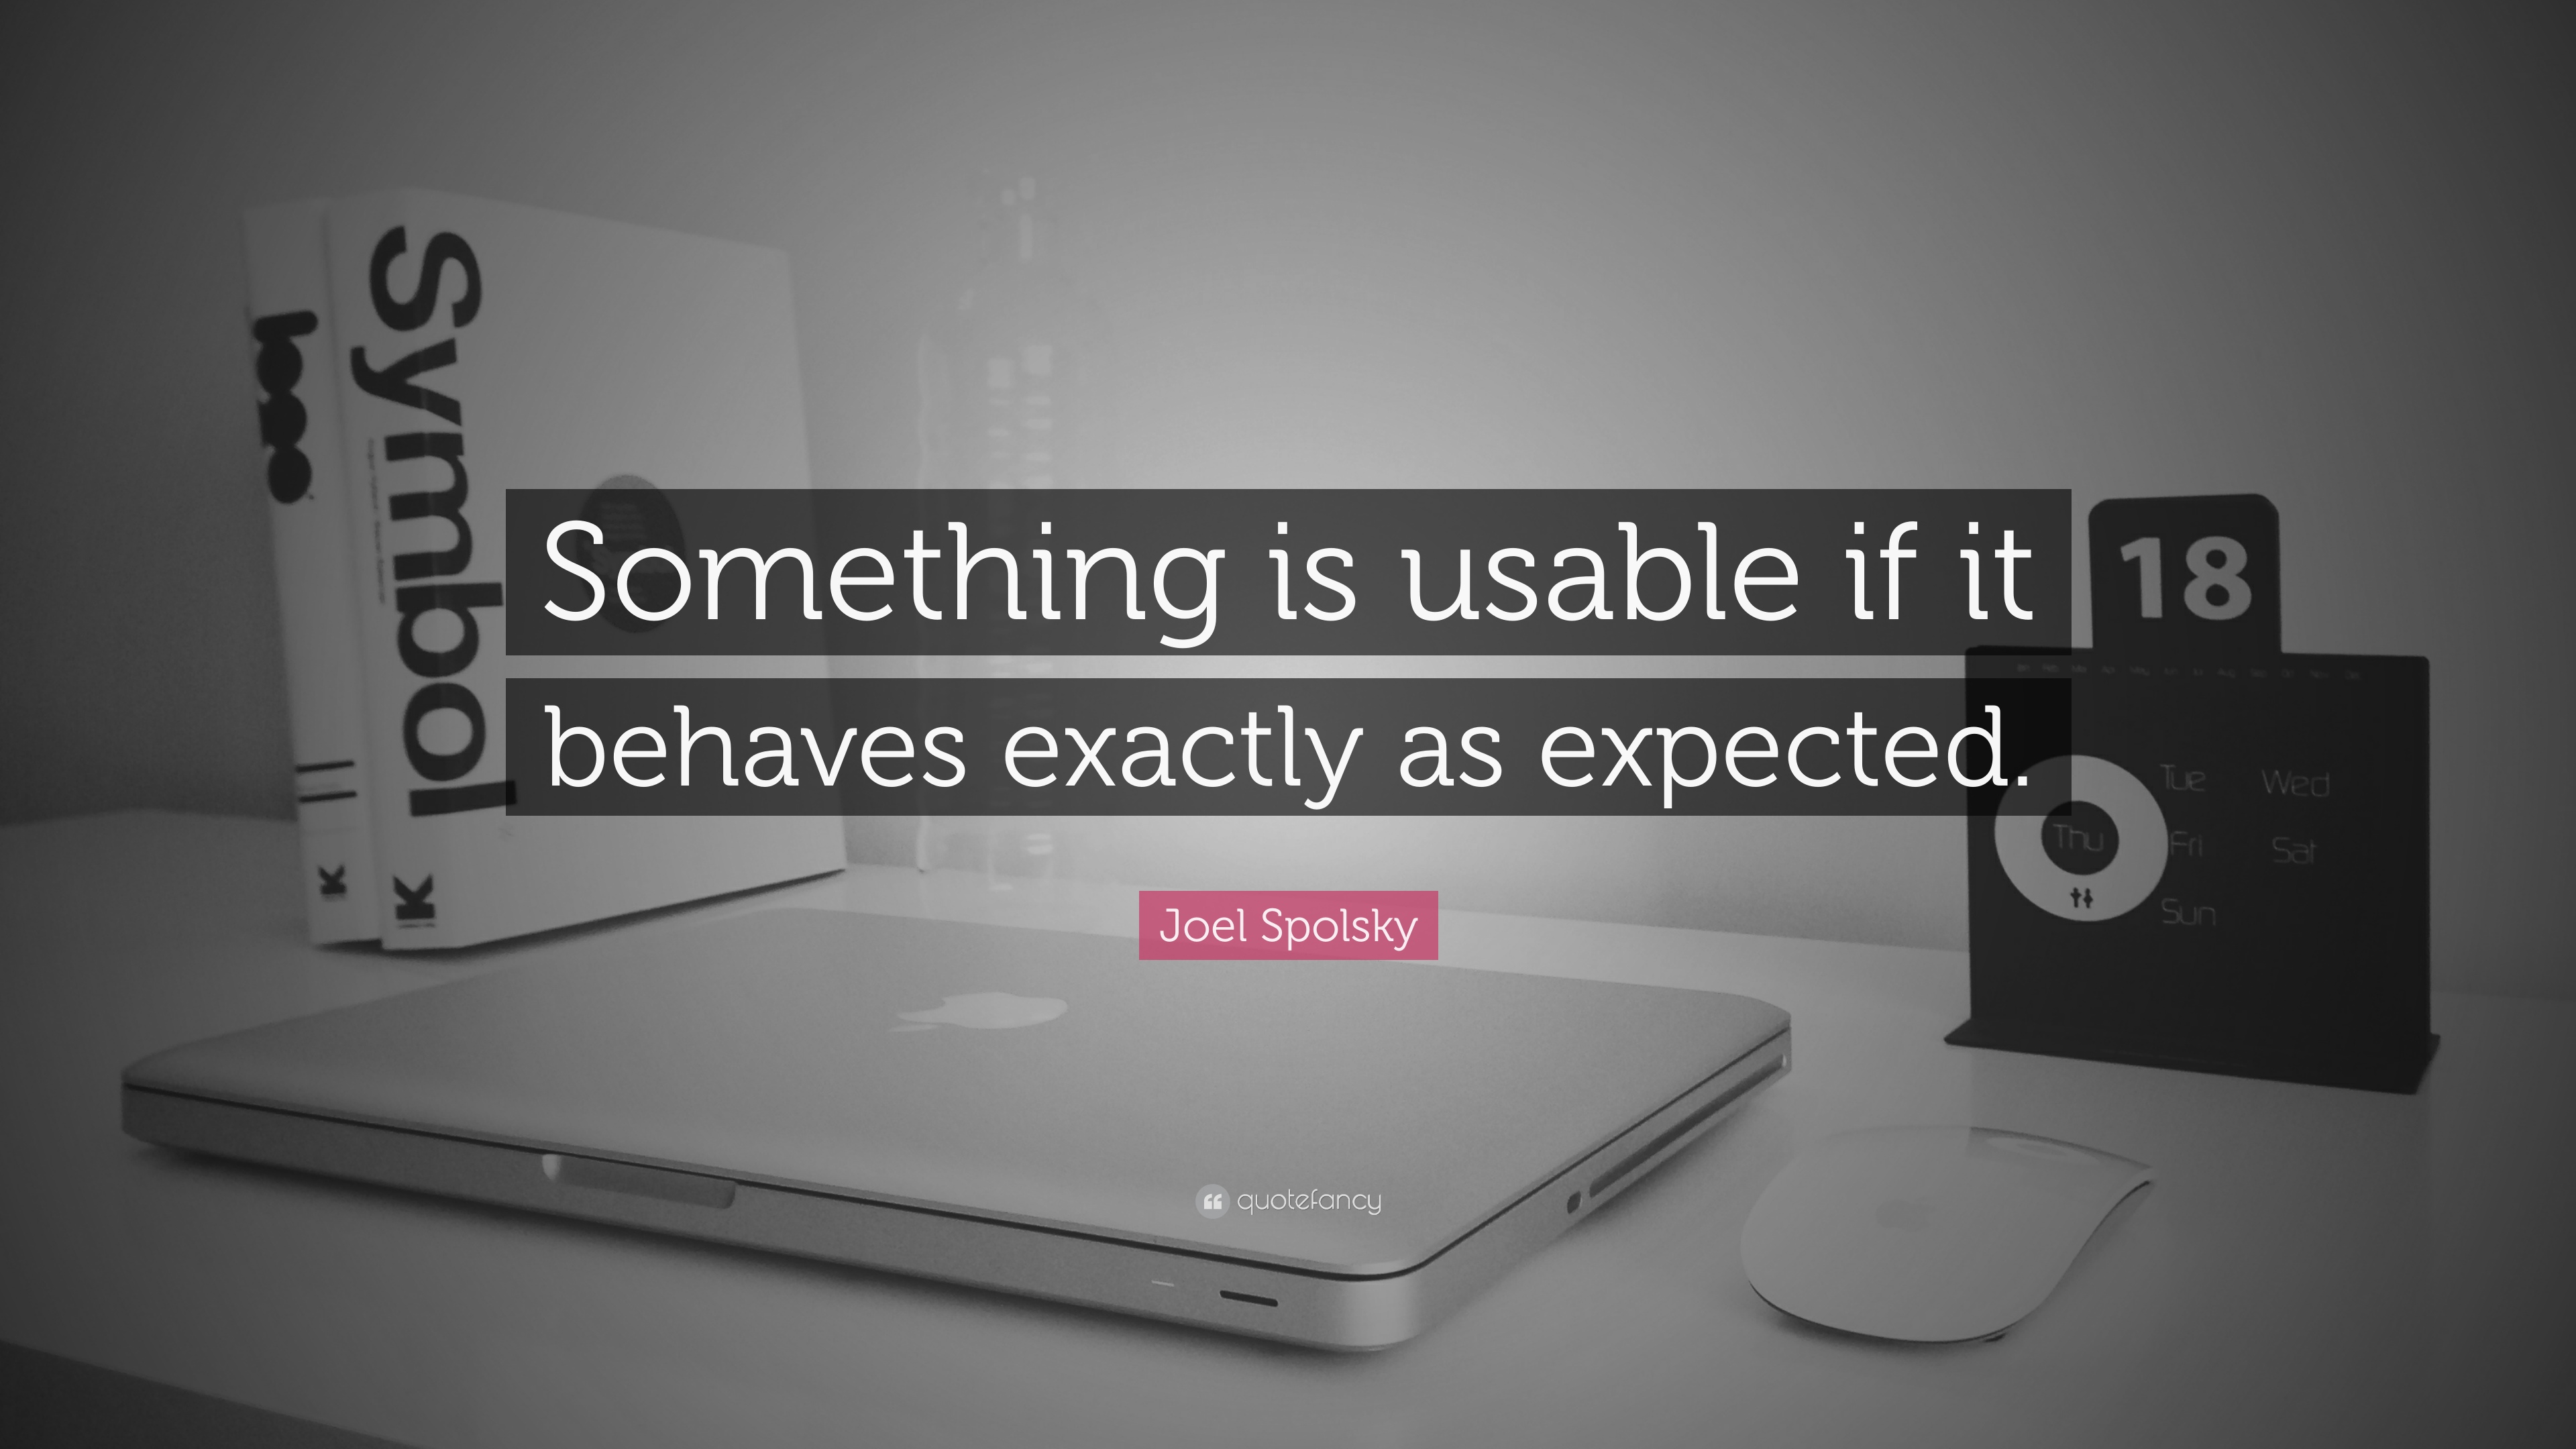 Something is usable if it
behaves exactly as expected.
Joel Spolsky
quotefancy
logo
Symbol
K
K
18
Tue Wed
Thu Fri Sat
Sun